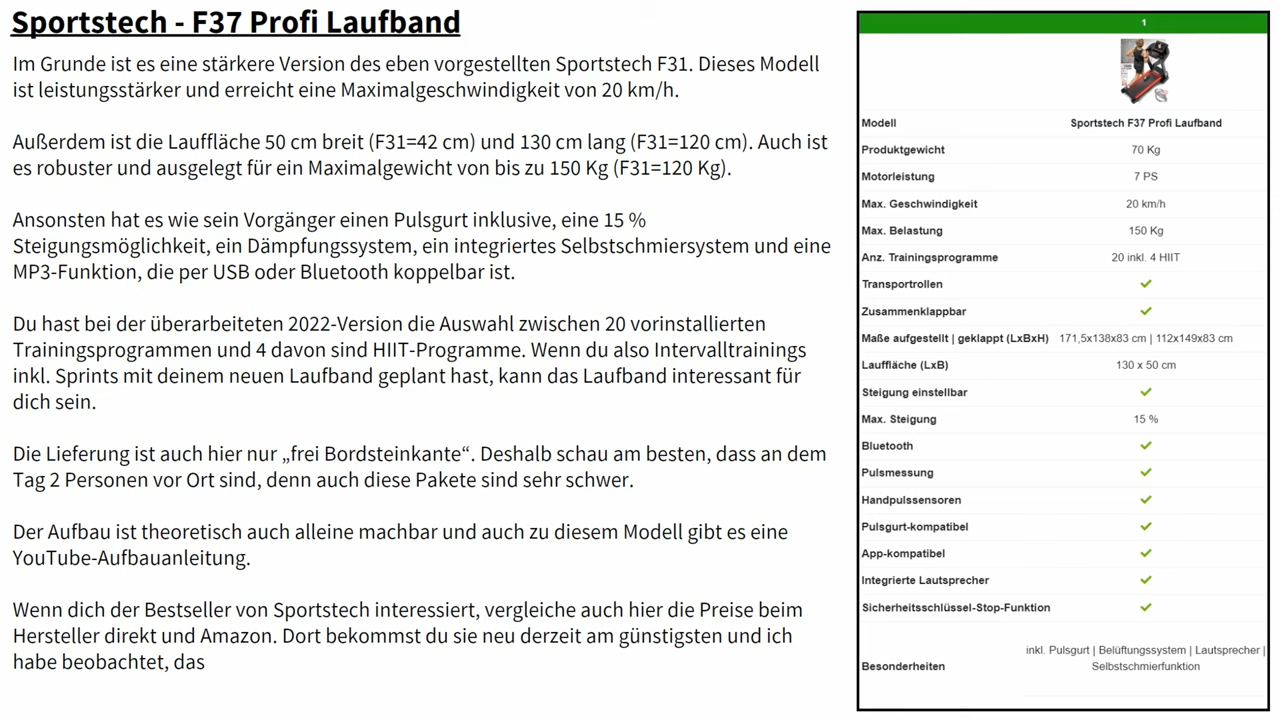 Sportstech - F37 Profi Laufband
Im Grunde ist es eine stärkere Version des eben vorgestellten Sportstech F31. Dieses Modell
ist leistungsstärker und erreicht eine Maximalgeschwindigkeit von 20 km/h.
Außerdem ist die Lauffläche 50 cm breit (F31=42 cm) und 130 cm lang (F31=120 cm). Auch ist
es robuster und ausgelegt für ein Maximalgewicht von bis zu 150 Kg (F31=120 Kg).
Ansonsten hat es wie sein Vorgänger einen Pulsgurt inklusive, eine 15 %
Steigungsmöglichkeit, ein Dämpfungssystem, ein integriertes Selbstschmiersystem und eine
MP3-Funktion, die per USB oder Bluetooth koppelbar ist.
Du hast bei der überarbeiteten 2022-Version die Auswahl zwischen 20 vorinstallierten
Trainingsprogrammen und 4 davon sind HIIT-Programme. Wenn du also Intervalltrainings
inkl. Sprints mit deinem neuen Laufband geplant hast, kann das Laufband interessant für
dich sein.
Die Lieferung ist auch hier nur „frei Bordsteinkante“. Deshalb schau am besten, dass an dem
Tag 2 Personen vor Ort sind, denn auch diese Pakete sind sehr schwer.
Der Aufbau ist theoretisch auch alleine machbar und auch zu diesem Modell gibt es eine
YouTube-Aufbauanleitung.
Wenn dich der Bestseller von Sportstech interessiert, vergleiche auch hier die Preise beim
Hersteller direkt und Amazon. Dort bekommst du sie neu derzeit am günstigsten und ich
habe beobachtet, das
1
Modell Sportstech F37 Profi Laufband
Produktgewicht 70 Kg
Motorleistung 7 PS
Max. Geschwindigkeit 20 km/h
Max. Belastung 150 Kg
Anz. Trainingsprogramme 20 inkl. 4 HIIT
Transportrollen ✓
Zusammenklappbar ✓
Maße aufgestellt | geklappt (LxBxH) 171,5x138x83 cm | 112x149x83 cm
Lauffläche (LxB) 130 x 50 cm
Steigung einstellbar ✓
Max. Steigung 15 %
Bluetooth ✓
Pulsmessung ✓
Handpulssensoren ✓
Pulsgurt-kompatibel ✓
App-kompatibel ✓
Integrierte Lautsprecher ✓
Sicherheitsschlüssel-Stop-Funktion ✓
Besonderheiten inkl. Pulsgurt | Belüftungssystem | Lautsprecher |
Selbstschmierfunktion